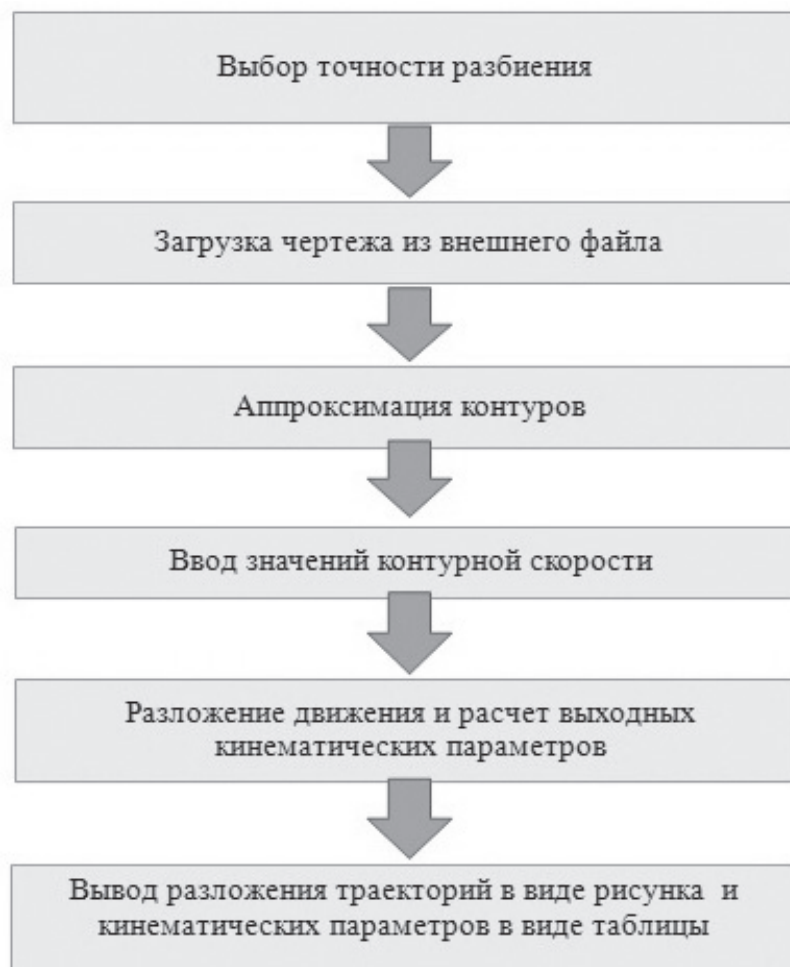 Выбор точности разбиения
Загрузка чертежа из внешнего файла
Аппроксимация контуров
Ввод значений контурной скорости
Разложение движения и расчет выходных
кинематических параметров
Вывод разложения траекторий в виде рисунка и
кинематических параметров в виде таблицы